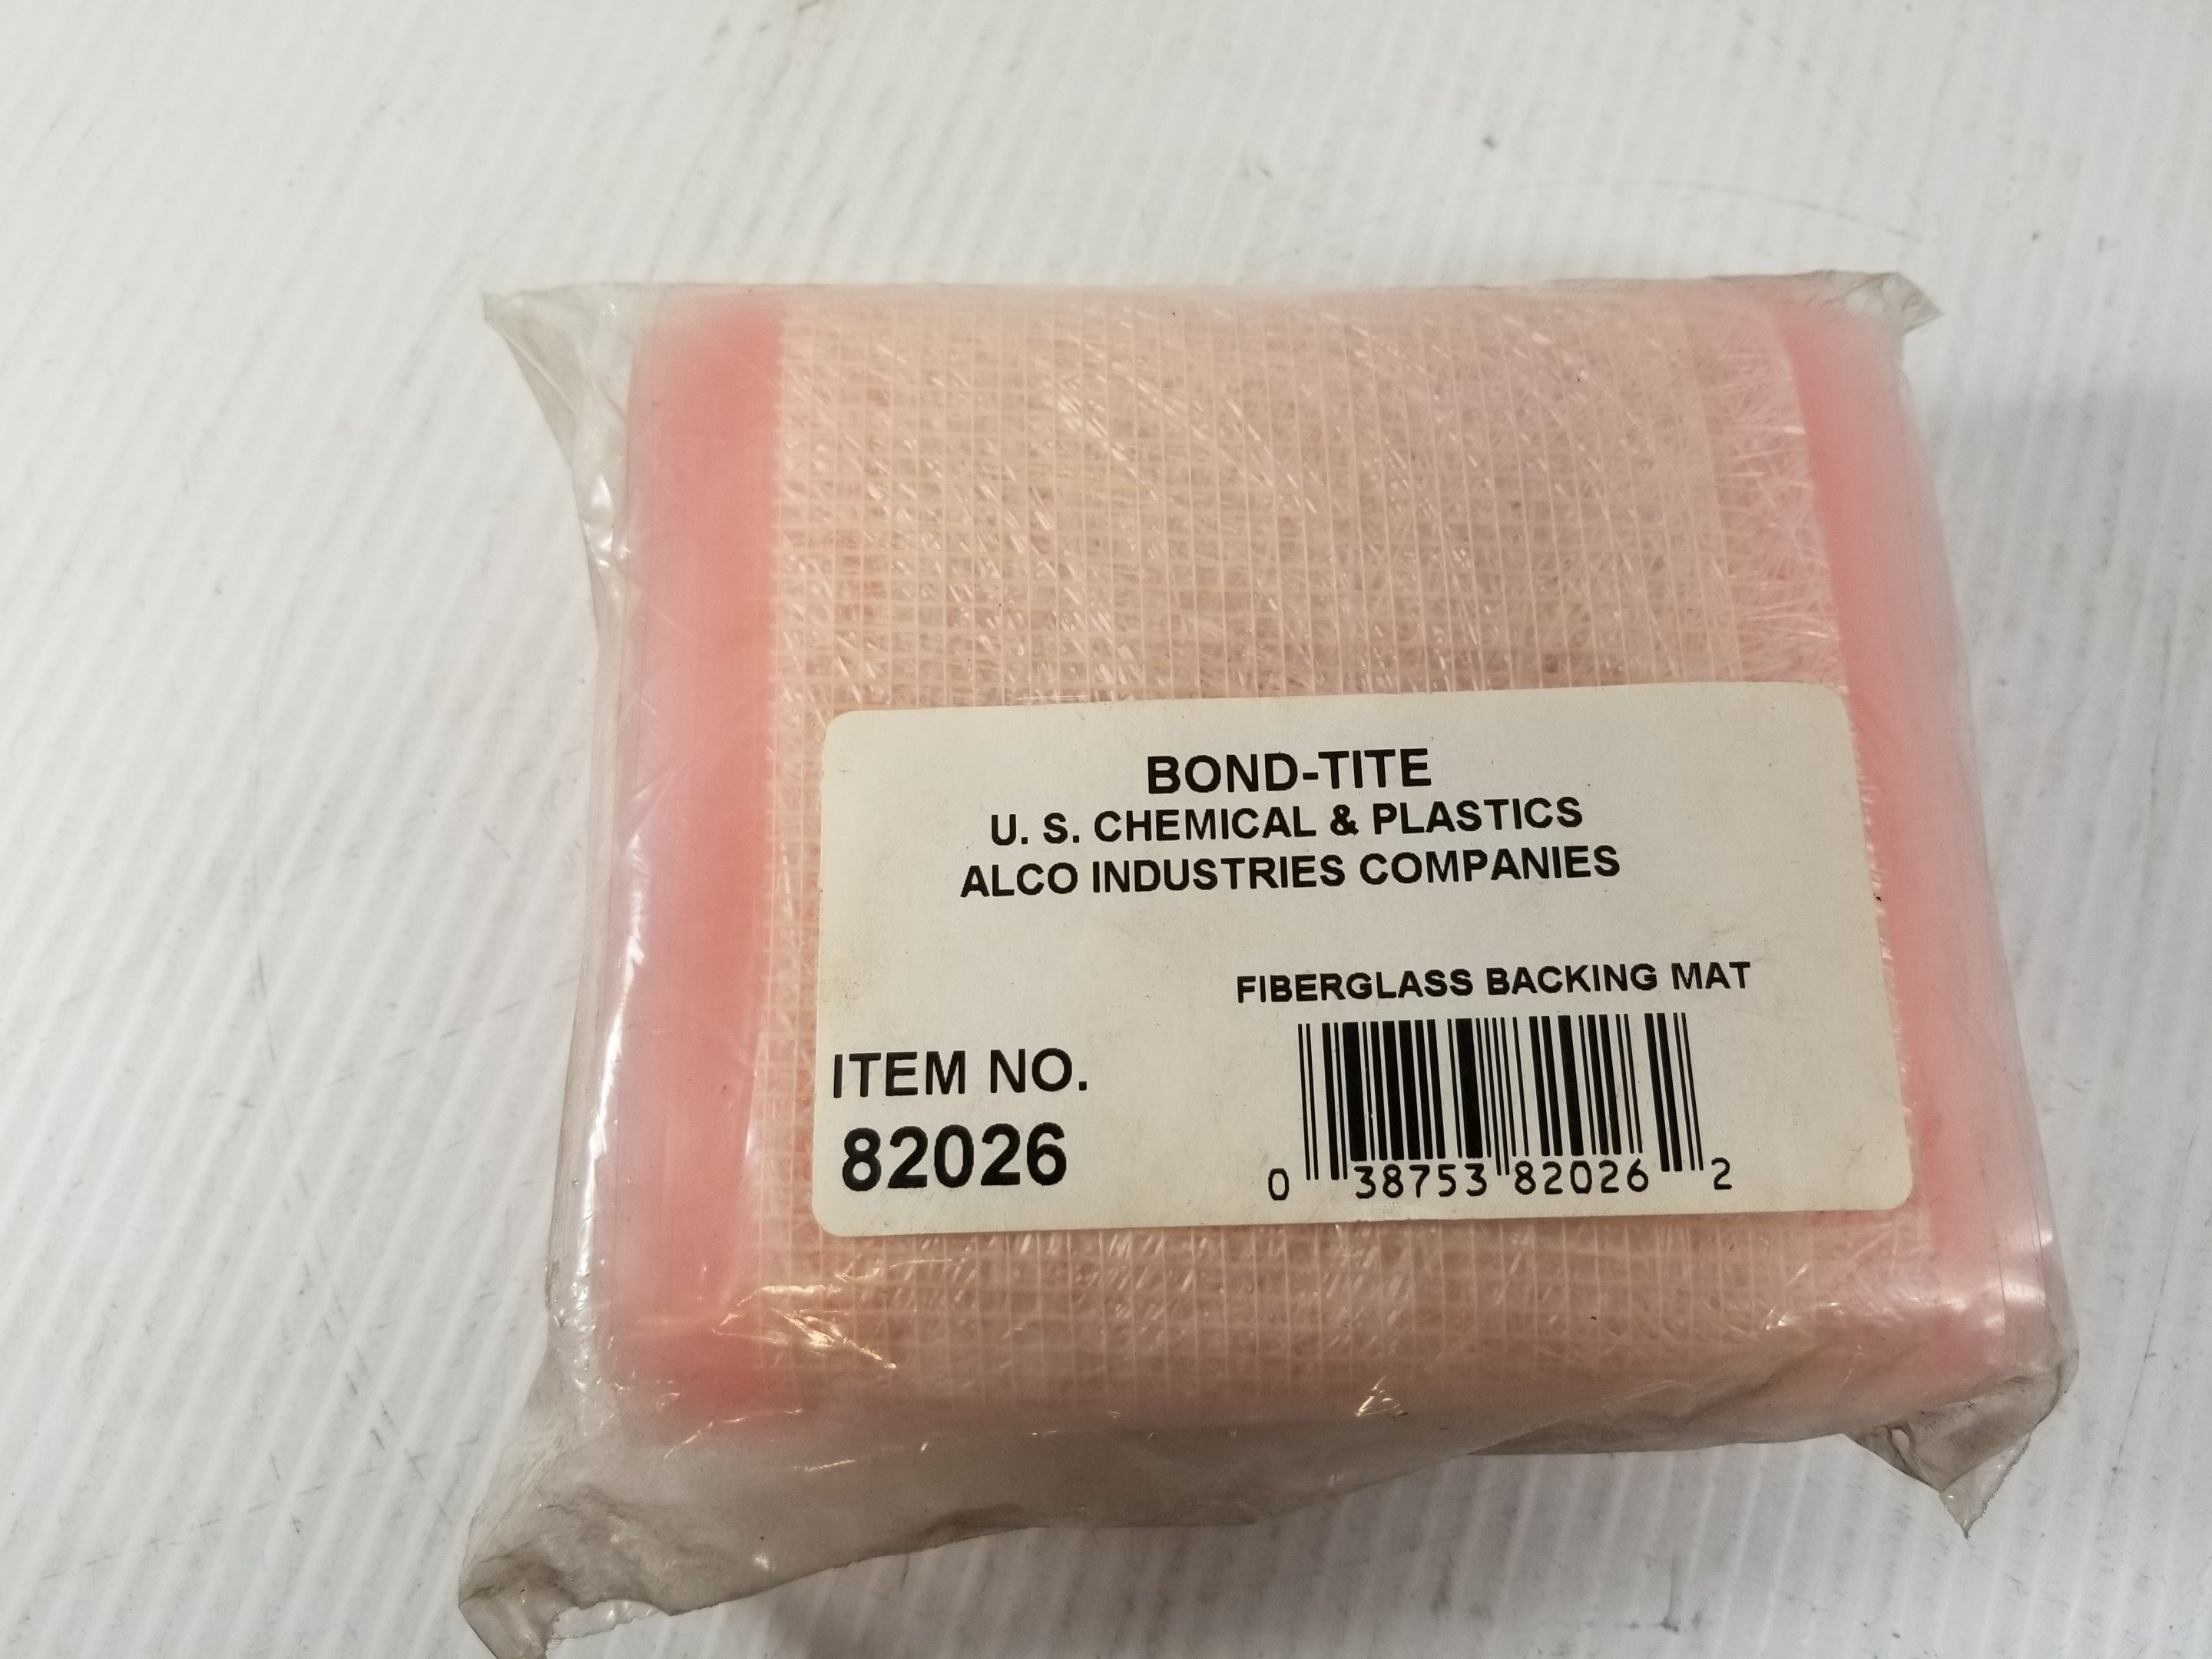 BOND-TITE
U. S. CHEMICAL & PLASTICS
ALCO INDUSTRIES COMPANIES
FIBERGLASS BACKING MAT
ITEM NO.
82026
0 38753 82026 2